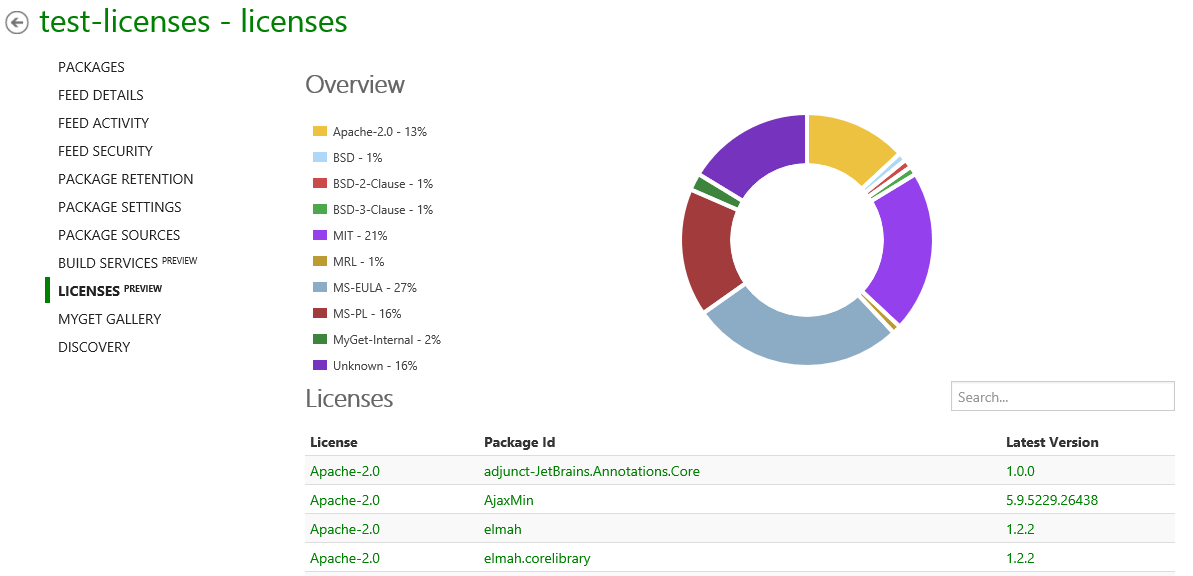 test-licenses - licenses
PACKAGES
FEED DETAILS
FEED ACTIVITY
FEED SECURITY
PACKAGE RETENTION
PACKAGE SETTINGS
PACKAGE SOURCES
BUILD SERVICES PREVIEW
LICENSES PREVIEW
MYGET GALLERY
DISCOVERY
Overview
Apache-2.0 - 13%
BSD - 1%
BSD-2-Clause - 1%
BSD-3-Clause - 1%
MIT - 21%
MRL - 1%
MS-EULA - 27%
MS-PL - 16%
MyGet-Internal - 2%
Unknown - 16%
Licenses
Search...
License Package Id Latest Version
Apache-2.0 adjunct-JetBrains.Annotations.Core 1.0.0
Apache-2.0 AjaxMin 5.9.5229.26438
Apache-2.0 elmah 1.2.2
Apache-2.0 elmah.corelibrary 1.2.2